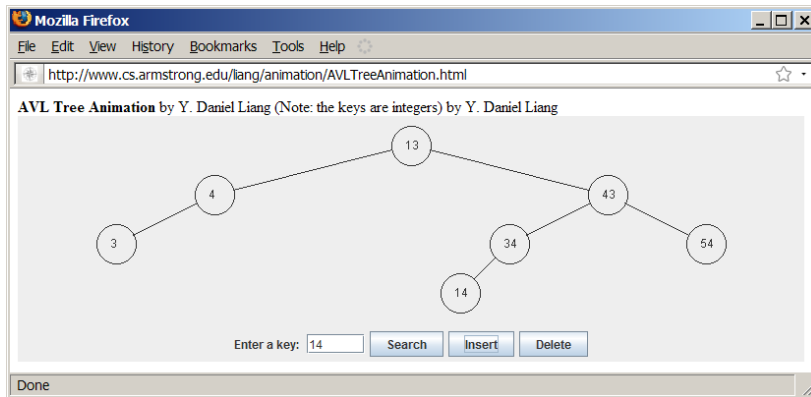 Mozilla Firefox
File Edit View History Bookmarks Tools Help
http://www.cs.armstrong.edu/liang/animation/AVLTreeAnimation.html
AVL Tree Animation by Y. Daniel Liang (Note: the keys are integers) by Y. Daniel Liang
13
4 43
3 34 54
14
Enter a key: 14 Search Insert Delete
Done